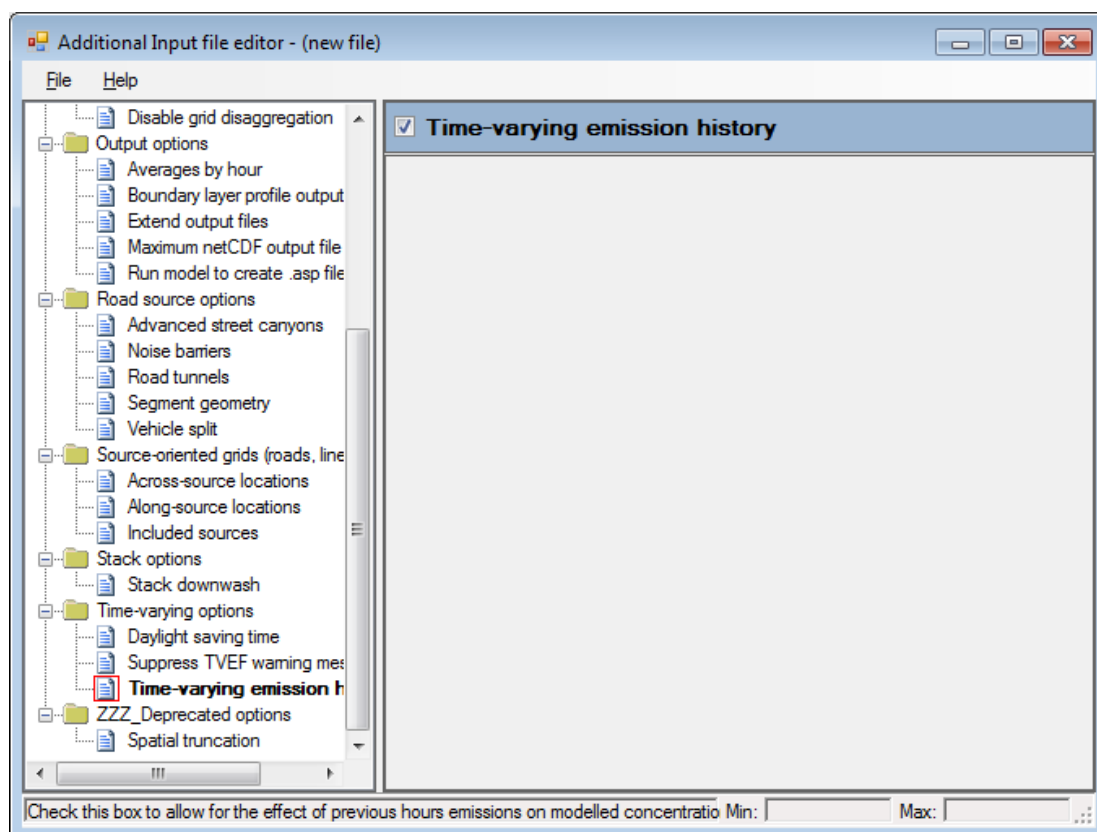 Additional Input file editor - (new file)
File Help
Disable grid disaggregation
Time-varying emission history
Output options
Averages by hour
Boundary layer profile output
Extend output files
Maximum netCDF output file
Run model to create .asp file
Road source options
Advanced street canyons
Noise barriers
Road tunnels
Segment geometry
Vehicle split
Source-oriented grids (roads, line
Across-source locations
Along-source locations
Included sources
Stack options
Stack downwash
Time-varying options
Daylight saving time
Suppress TVEF warning mes
Time-varying emission h
ZZZ_Deprecated options
Spatial truncation
Check this box to allow for the effect of previous hours emissions on modelled concentratio Min: Max: